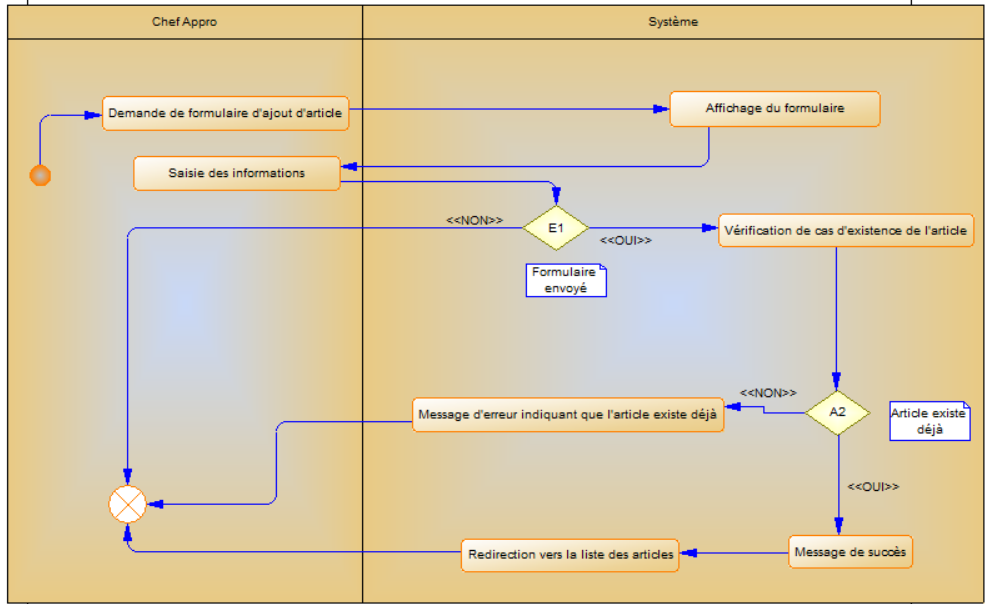 Chef Appro
Système
Demande de formulaire d'ajout d'article
Affichage du formulaire
Saisie des informations
<<NON>>
E1
<<OUI>>
Vérification de cas d'existence de l'article
Formulaire
envoyé
<<NON>>
Message d'erreur indiquant que l'article existe déjà
A2
Article existe
déjà
<<OUI>>
Redirection vers la liste des articles
Message de succès